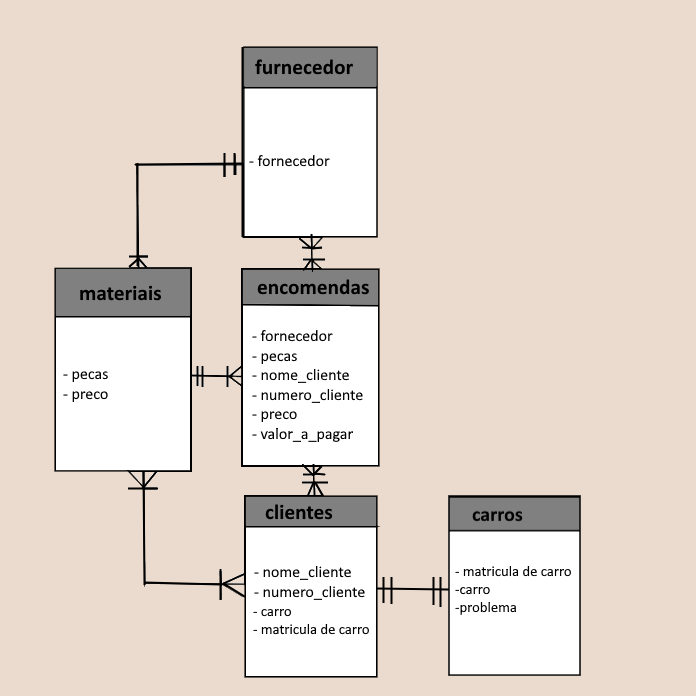 furnecedor
- fornecedor
materiais
- pecas
- preco
encomendas
- fornecedor
- pecas
- nome_cliente
- numero_cliente
- preco
- valor_a_pagar
clientes
- nome_cliente
- numero_cliente
- carro
- matricula de carro
carros
- matricula de carro
-carro
-problema